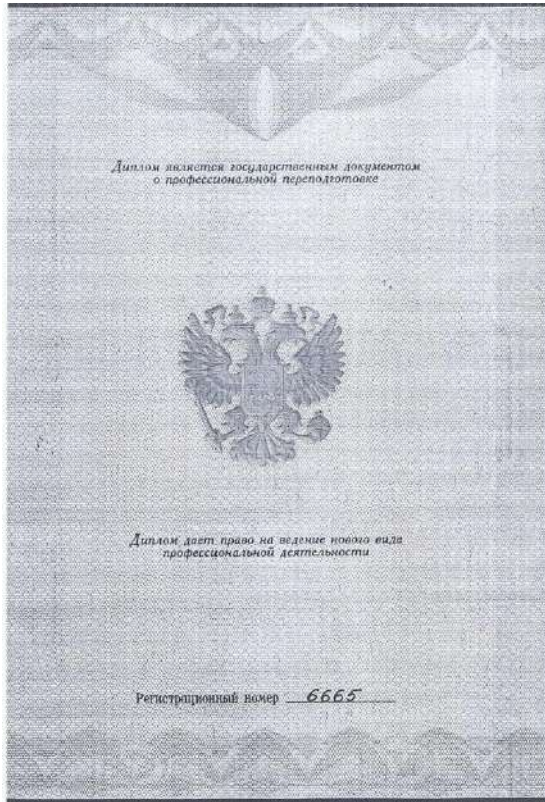 Диплом является государственным документом
о профессиональной переподготовке
Диплом дает право на ведение нового вида
профессиональной деятельности
Регистрационный номер 6665